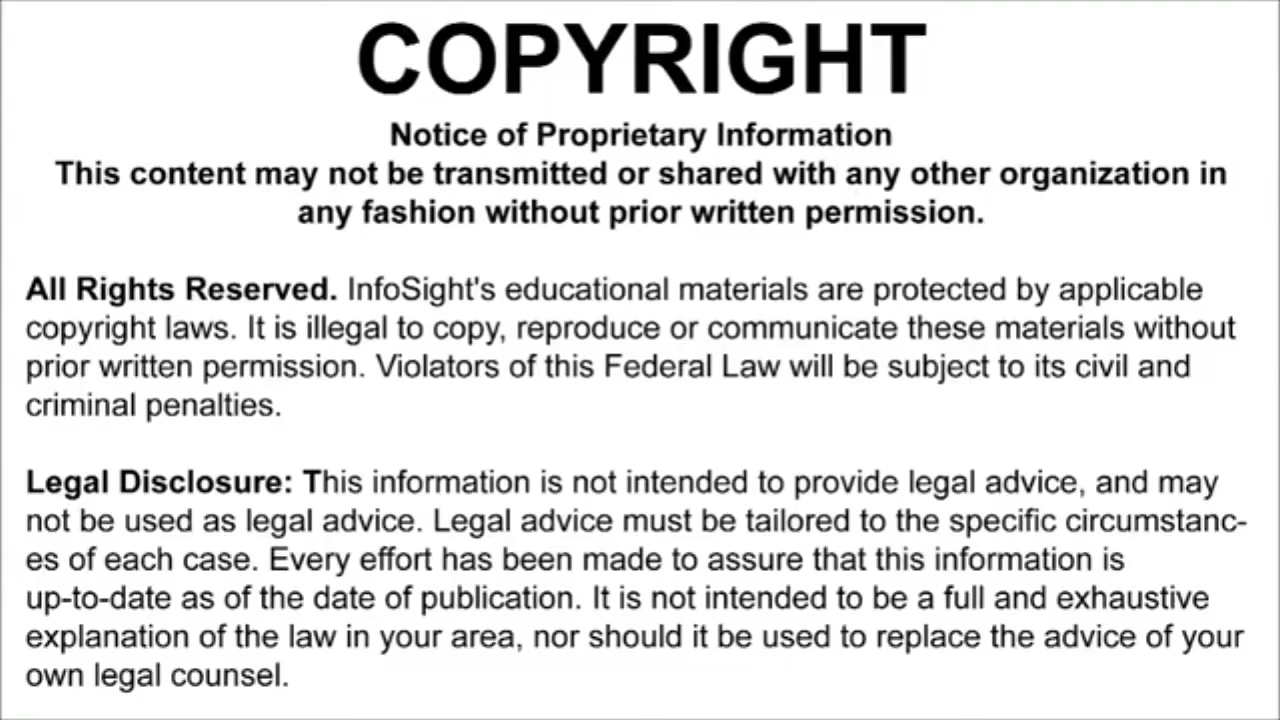 COPYRIGHT
Notice of Proprietary Information
This content may not be transmitted or shared with any other organization in
any fashion without prior written permission.
All Rights Reserved. InfoSight's educational materials are protected by applicable
copyright laws. It is illegal to copy, reproduce or communicate these materials without
prior written permission. Violators of this Federal Law will be subject to its civil and
criminal penalties.
Legal Disclosure: This information is not intended to provide legal advice, and may
not be used as legal advice. Legal advice must be tailored to the specific circumstanc-
es of each case. Every effort has been made to assure that this information is
up-to-date as of the date of publication. It is not intended to be a full and exhaustive
explanation of the law in your area, nor should it be used to replace the advice of your
own legal counsel.